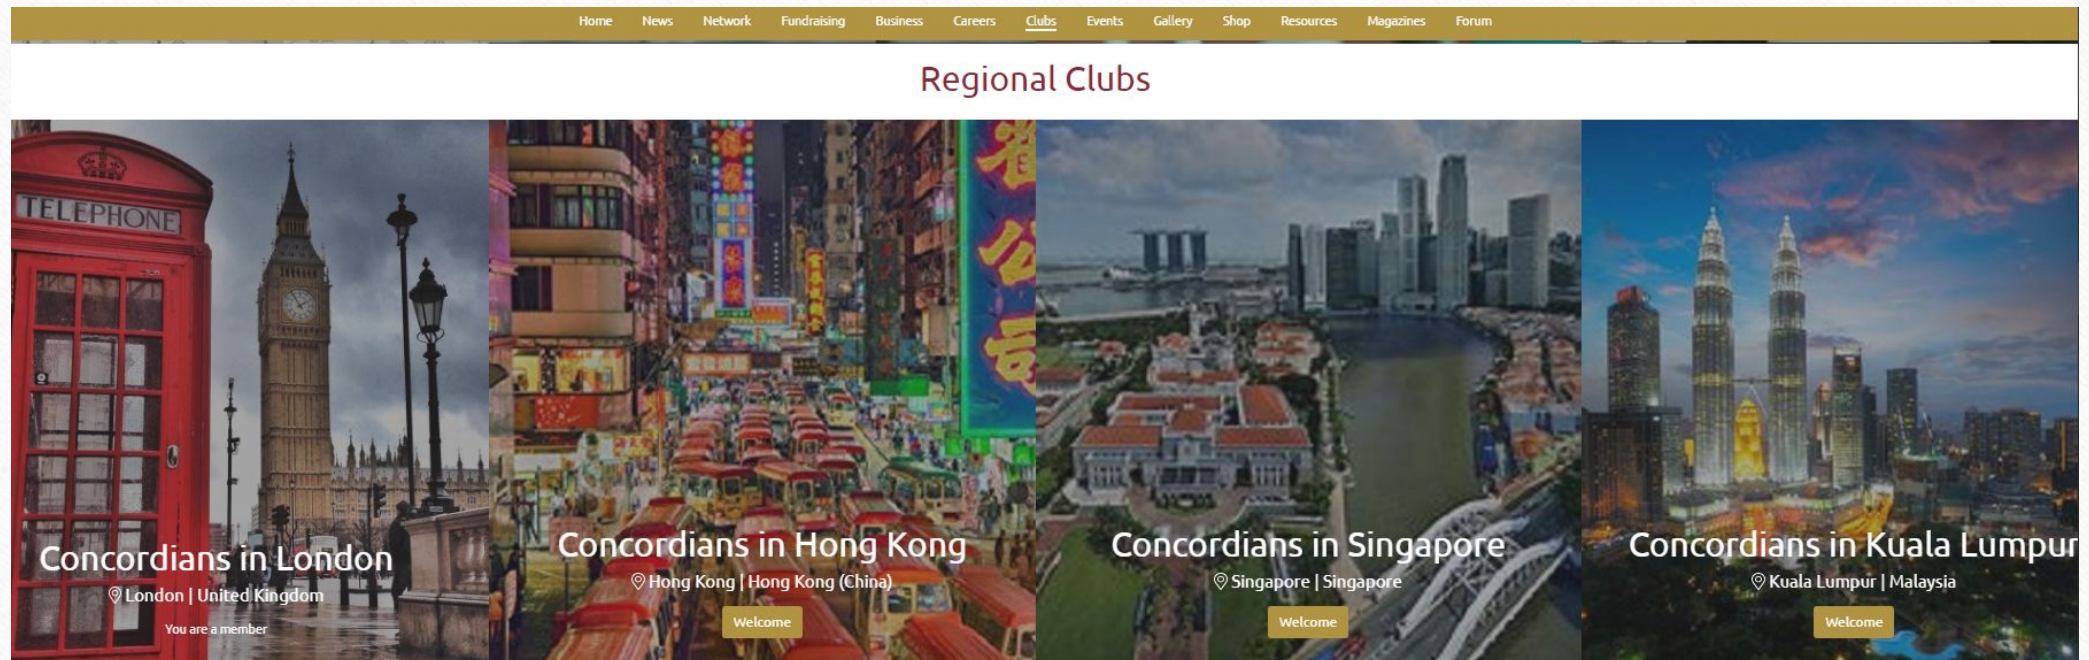 Home News Network Fundraising Business Careers Clubs Events Gallery Shop Resources Magazines Forum
Regional Clubs
TELEPHONE
Concordians in London
London | United Kingdom
You are a member
Concordians in Hong Kong
Hong Kong | Hong Kong (China)
Welcome
Concordians in Singapore
Singapore | Singapore
Welcome
Concordians in Kuala Lumpur
Kuala Lumpur | Malaysia
Welcome